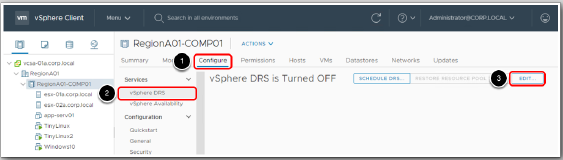 vm vSphere Client Menu Search in all environments Administrator@CORP.LOCAL
vcsa-01a.corp.local
RegionA01
RegionA01-COMP01
esx-01a.corp.local
esx-02a.corp.local
app-serv01
TinyLinux
TinyLinux2
Windows10
RegionA01-COMP01 ACTIONS
Summary Mon 1 Configure Permissions Hosts VMs Datastores Networks Updates
Services
2 vSphere DRS
vSphere Availability
Configuration
Quickstart
General
Security
vSphere DRS is Turned OFF SCHEDULE DRS... RESTORE RESOURCE POOL 3 EDIT...